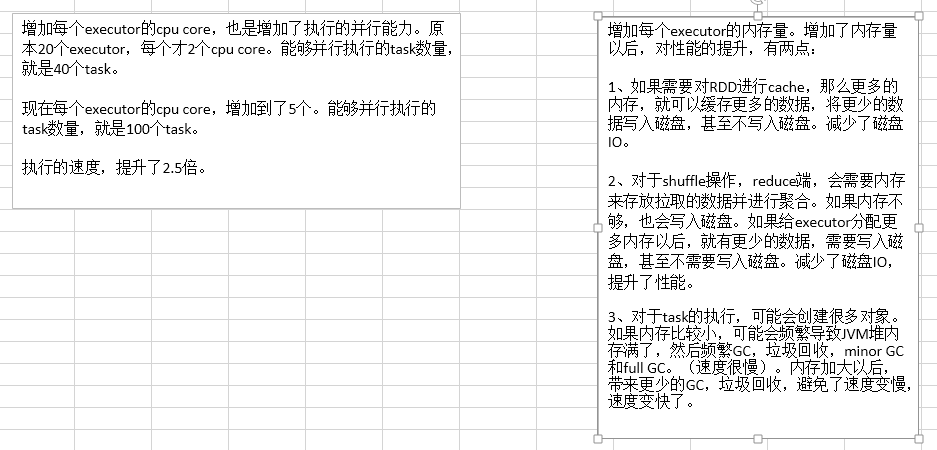 增加每个executor的cpu core，也是增加了执行的并行能力。原
本20个executor，每个才2个cpu core。能够并行执行的task数量，
就是40个task。
现在每个executor的cpu core，增加到了5个。能够并行执行的
task数量，就是100个task。
执行的速度，提升了2.5倍。
增加每个executor的内存量。增加了内存量
以后，对性能的提升，有两点：
1、如果需要对RDD进行cache，那么更多的
内存，就可以缓存更多的数据，将更少的数
据写入磁盘，甚至不写入磁盘。减少了磁盘
IO。
2、对于shuffle操作，reduce端，会需要内存
来存放拉取的数据并进行聚合。如果内存不
够，也会写入磁盘。如果给executor分配更
多内存以后，就有更少的数据，需要写入磁
盘，甚至不需要写入磁盘。减少了磁盘IO，
提升了性能。
3、对于task的执行，可能会创建很多对象。
如果内存比较小，可能会频繁导致JVM堆内
存满了，然后频繁GC，垃圾回收，minor GC
和full GC。（速度很慢）。内存加大以后，
带来更少的GC，垃圾回收，避免了速度变慢，
速度变快了。